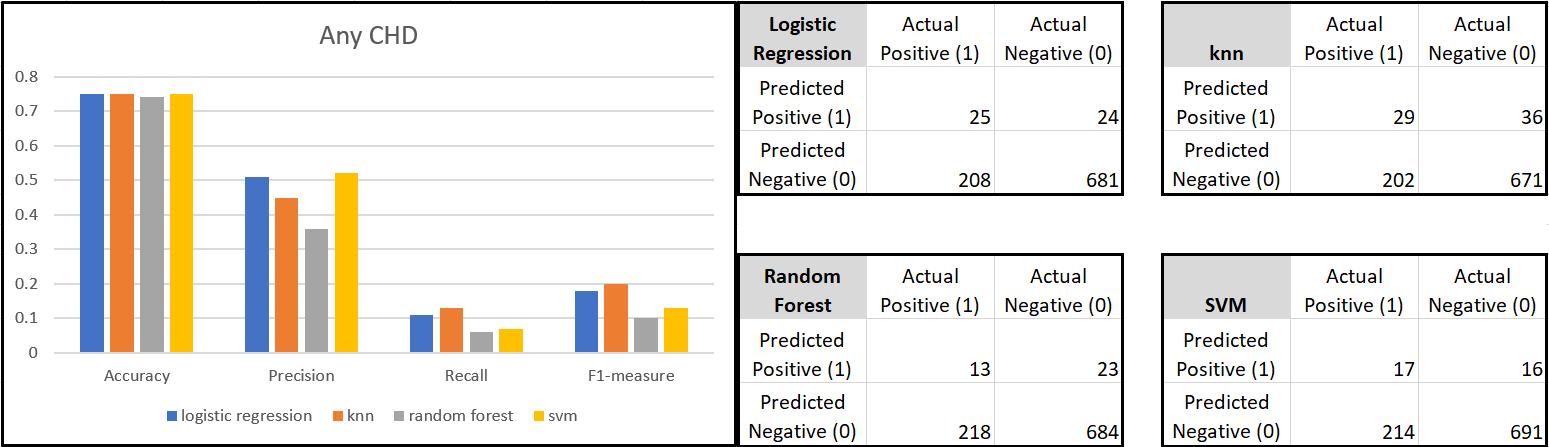 Any CHD
0.8
0.7
0.6
0.5
0.4
0.3
0.2
0.1
0
Accuracy Precision Recall F1-measure
logistic regression knn random forest svm
Logistic Actual Actual
Regression Positive (1) Negative (0)
Predicted
Positive (1) 25 24
Predicted
Negative (0) 208 681
Actual Actual
knn Positive (1) Negative (0)
Predicted
Positive (1) 29 36
Predicted
Negative (0) 202 671
Random Actual Actual
Forest Positive (1) Negative (0)
Predicted
Positive (1) 13 23
Predicted
Negative (0) 218 684
Actual Actual
SVM Positive (1) Negative (0)
Predicted
Positive (1) 17 16
Predicted
Negative (0) 214 691